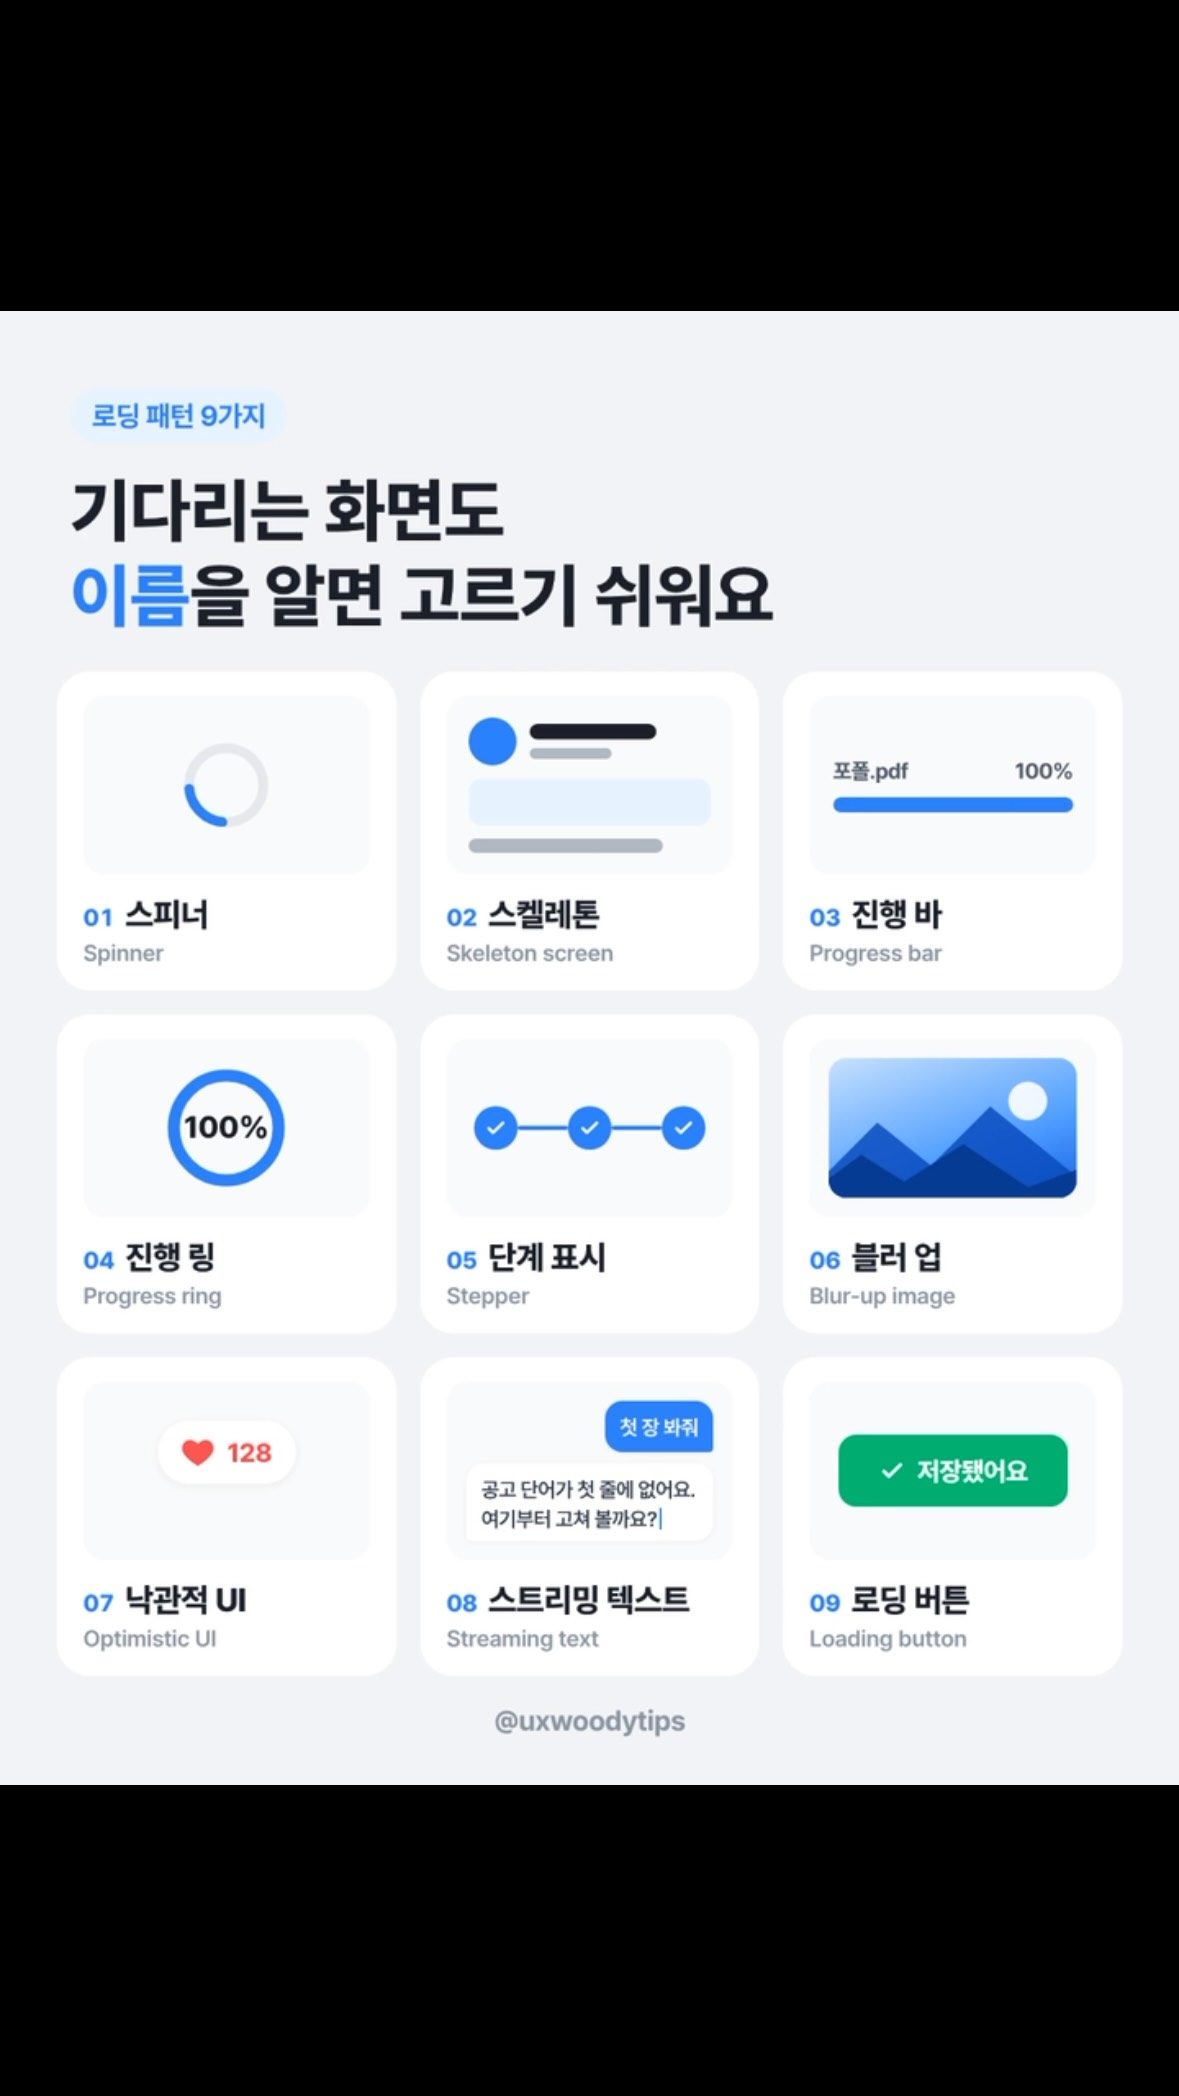 로딩 패턴 9가지
기다리는 화면도
이름을 알면 고르기 쉬워요
01 스피너
Spinner
02 스켈레톤
Skeleton screen
포폴.pdf 100%
03 진행 바
Progress bar
100%
04 진행 링
Progress ring
05 단계 표시
Stepper
06 블러 업
Blur-up image
128
07 낙관적 UI
Optimistic UI
첫 장 봐줘
공고 단어가 첫 줄에 없어요.
여기부터 고쳐 볼까요?
08 스트리밍 텍스트
Streaming text
저장됐어요
09 로딩 버튼
Loading button
@uxwoodytips